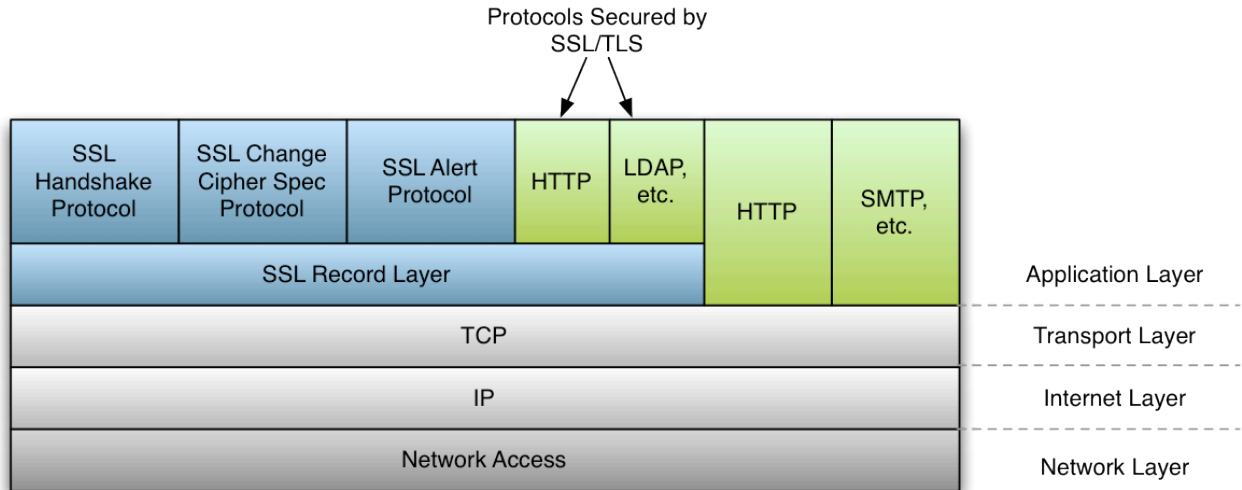 Protocols Secured by
SSL/TLS
SSL
Handshake
Protocol
SSL Change
Cipher Spec
Protocol
SSL Alert
Protocol
HTTP
LDAP,
etc.
HTTP
SMTP,
etc.
SSL Record Layer
Application Layer
TCP
Transport Layer
IP
Internet Layer
Network Access
Network Layer